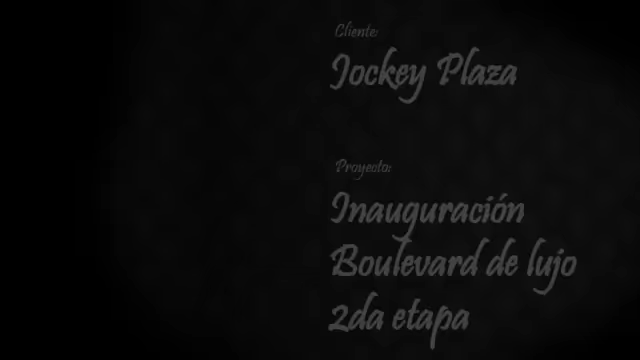 Cliente:
Jockey Plaza
Proyecto:
Inauguración
Boulevard de lujo
2da etapa